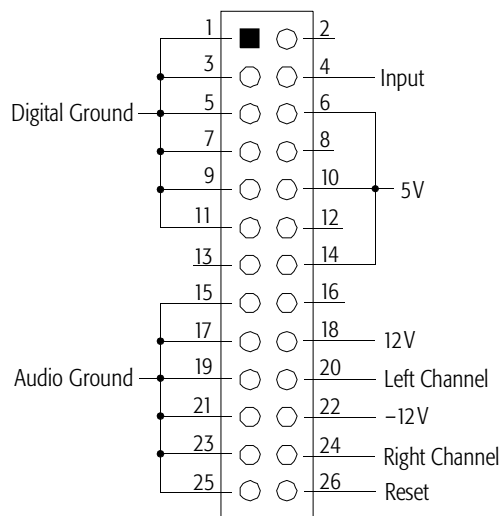 1 2
3 4 Input
Digital Ground 5 6
7 8
9 10 5V
11 12
13 14
15 16
17 18 12V
Audio Ground 19 20 Left Channel
21 22 –12V
23 24 Right Channel
25 26 Reset